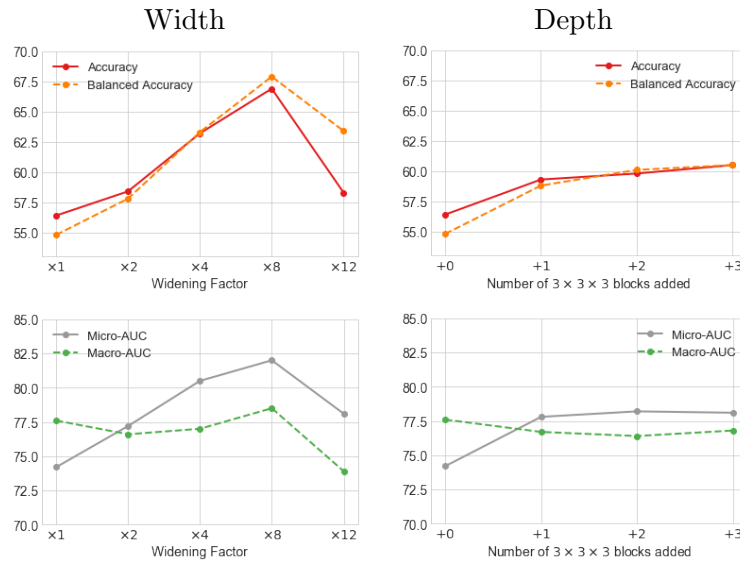 Width
70.0
67.5
65.0
62.5
60.0
57.5
55.0
Accuracy
Balanced Accuracy
×1 ×2 ×4 ×8 ×12
Widening Factor
Depth
70.0
67.5
65.0
62.5
60.0
57.5
55.0
Accuracy
Balanced Accuracy
+0 +1 +2 +3
Number of 3 × 3 × 3 blocks added
85.0
82.5
80.0
77.5
75.0
72.5
70.0
Micro-AUC
Macro-AUC
×1 ×2 ×4 ×8 ×12
Widening Factor
85.0
82.5
80.0
77.5
75.0
72.5
70.0
Micro-AUC
Macro-AUC
+0 +1 +2 +3
Number of 3 × 3 × 3 blocks added